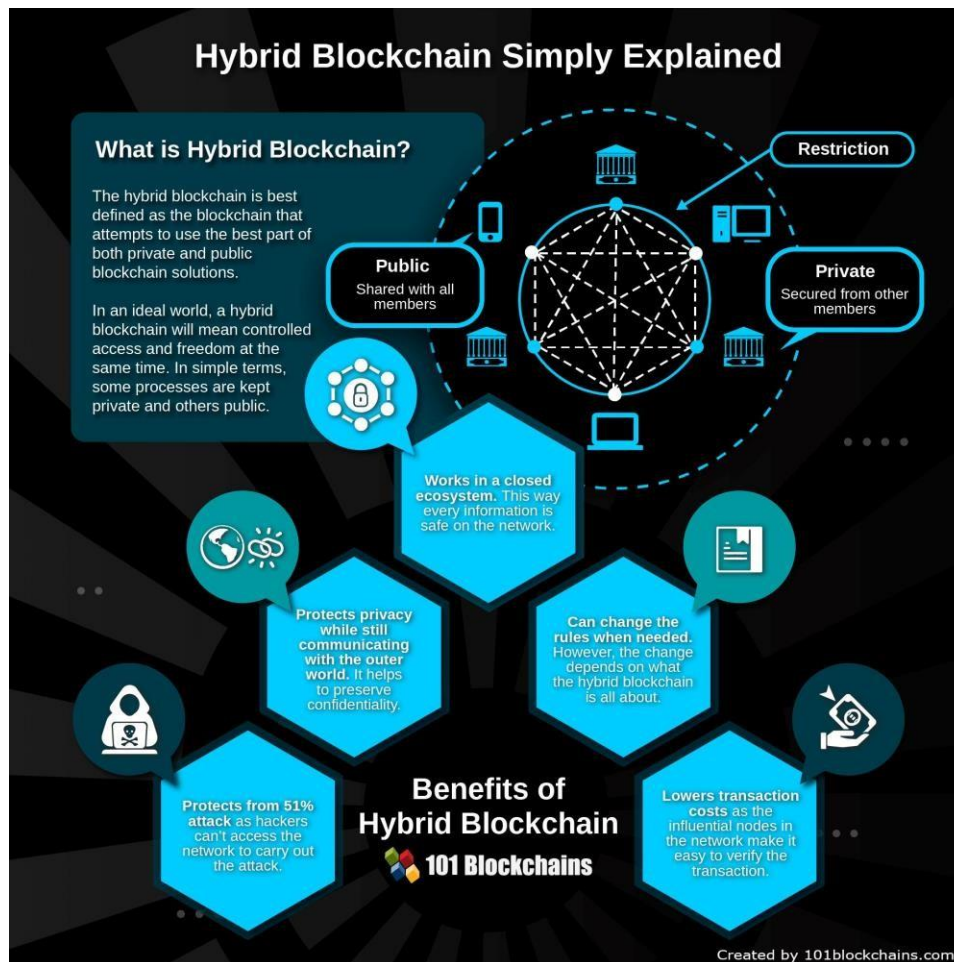 Hybrid Blockchain Simply Explained
What is Hybrid Blockchain?
The hybrid blockchain is best
defined as the blockchain that
attempts to use the best part of
both private and public
blockchain solutions.
In an ideal world, a hybrid
blockchain will mean controlled
access and freedom at the
same time. In simple terms,
some processes are kept
private and others public.
Restriction
Public
Shared with all
members
Private
Secured from other
members
Works in a closed
ecosystem. This way
every information is
safe on the network.
Protects privacy
while still
communicating
with the outer
world. It helps
to preserve
confidentiality.
Can change the
rules when needed.
However, the change
depends on what
the hybrid blockchain
is all about.
Protects from 51%
attack as hackers
can't access the
network to carry out
the attack.
Benefits of
Hybrid Blockchain
101 Blockchains
Lowers transaction
costs as the
influential nodes in
the network make it
easy to verify the
transaction.
Created by 101blockchains.com